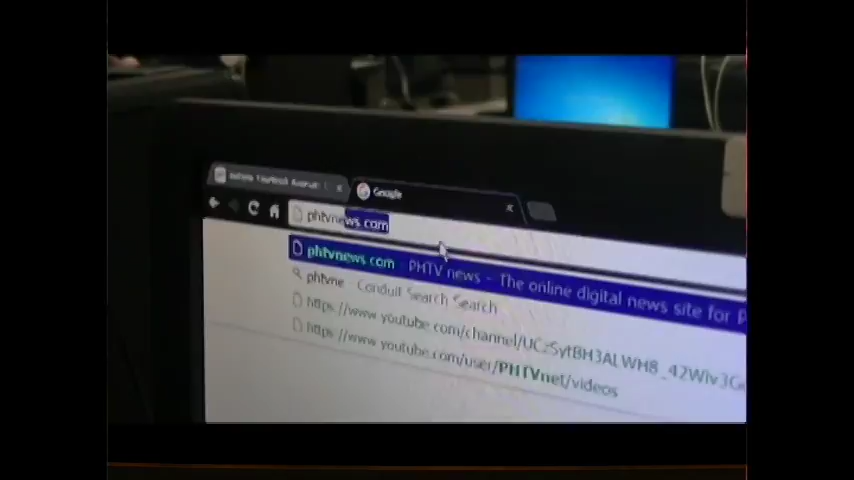 Google
phtvnews.com
phtvnews.com - PHTV news - The online digital news site for P
phtvne - Conduit Search Search
https://www.youtube.com/channel/
https://www.youtube.com/user/PHTVnet/videos